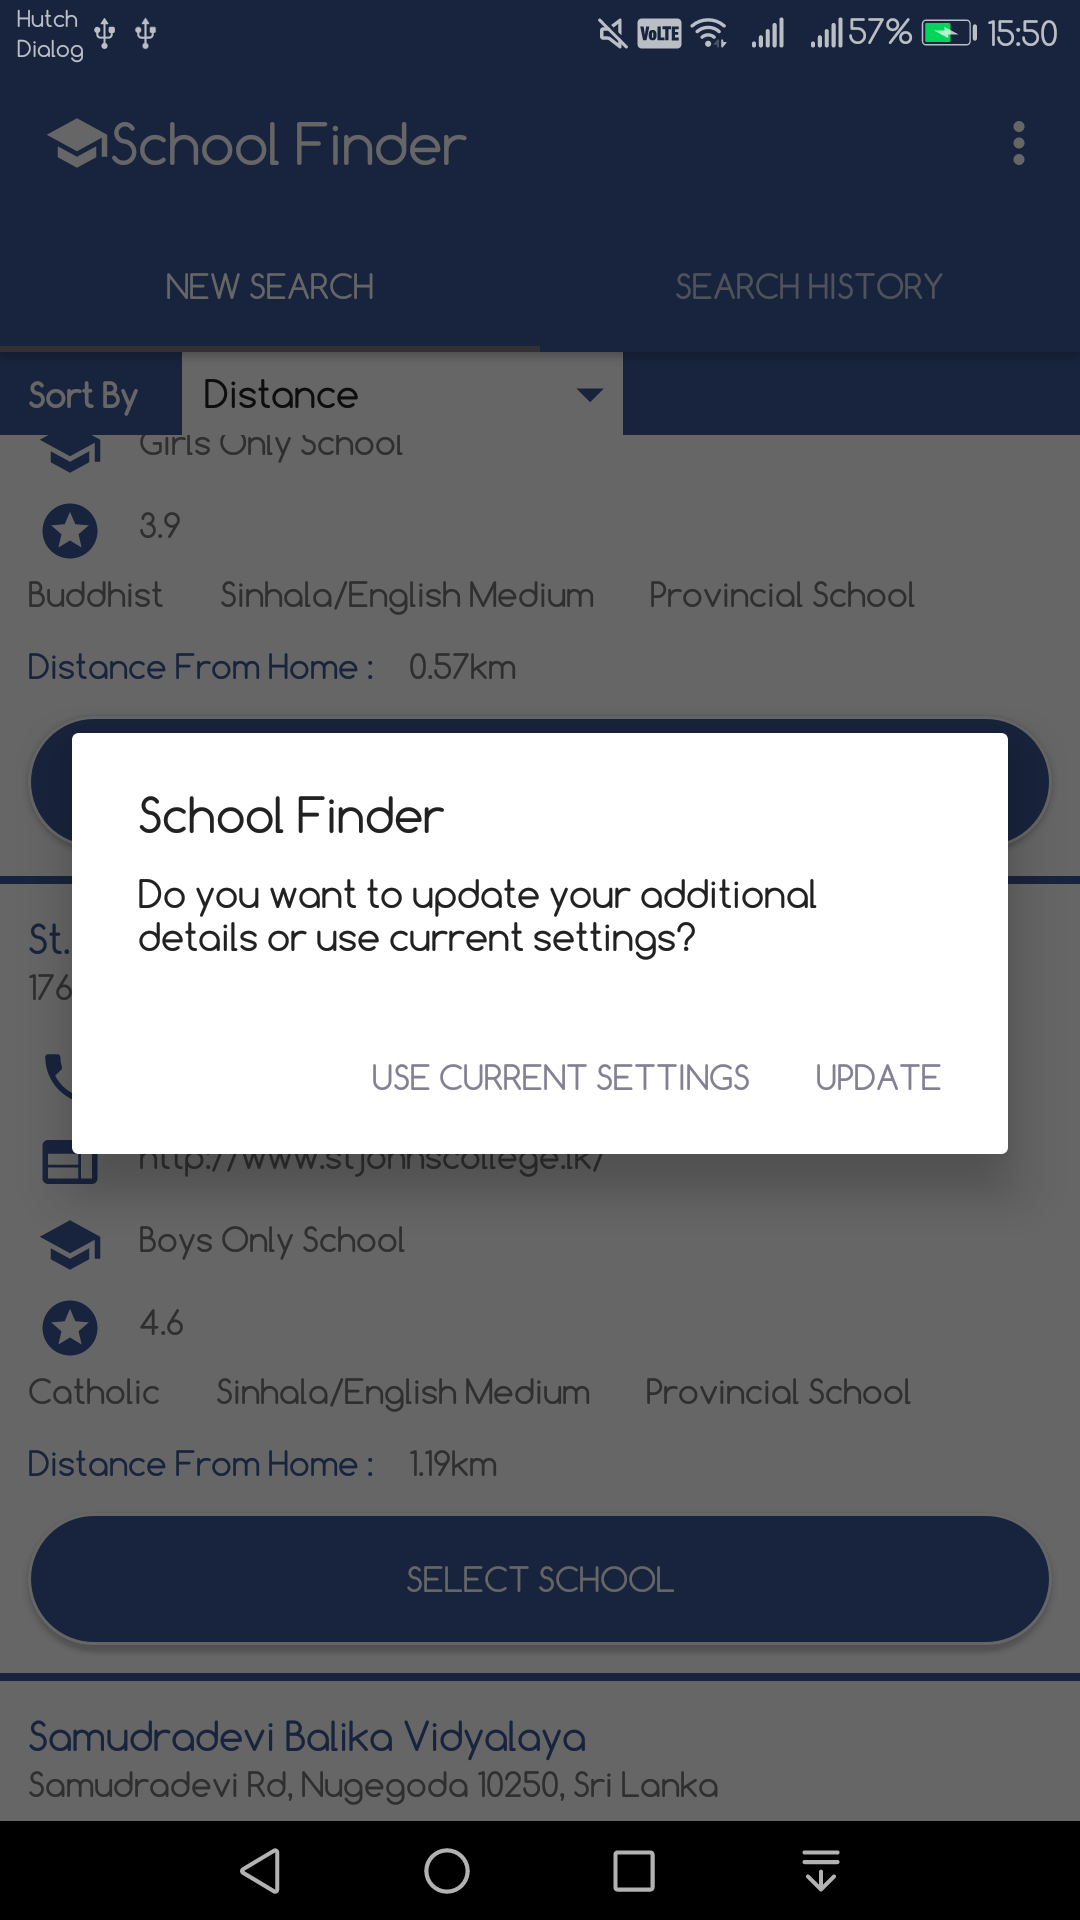 Hutch
Dialog
VoLTE
57%
15:50
School Finder
NEW SEARCH
SEARCH HISTORY
Sort By
Distance
Girls Only School
3.9
Buddhist Sinhala/English Medium Provincial School
Distance From Home : 0.57km
School Finder
Do you want to update your additional
details or use current settings?
USE CURRENT SETTINGS UPDATE
St.
176
http://www.stjohnscollege.lk/
Boys Only School
4.6
Catholic Sinhala/English Medium Provincial School
Distance From Home : 1.19km
SELECT SCHOOL
Samudradevi Balika Vidyalaya
Samudradevi Rd, Nugegoda 10250, Sri Lanka